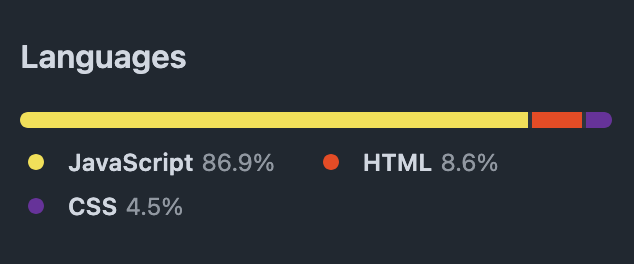 Languages
JavaScript 86.9% HTML 8.6%
CSS 4.5%